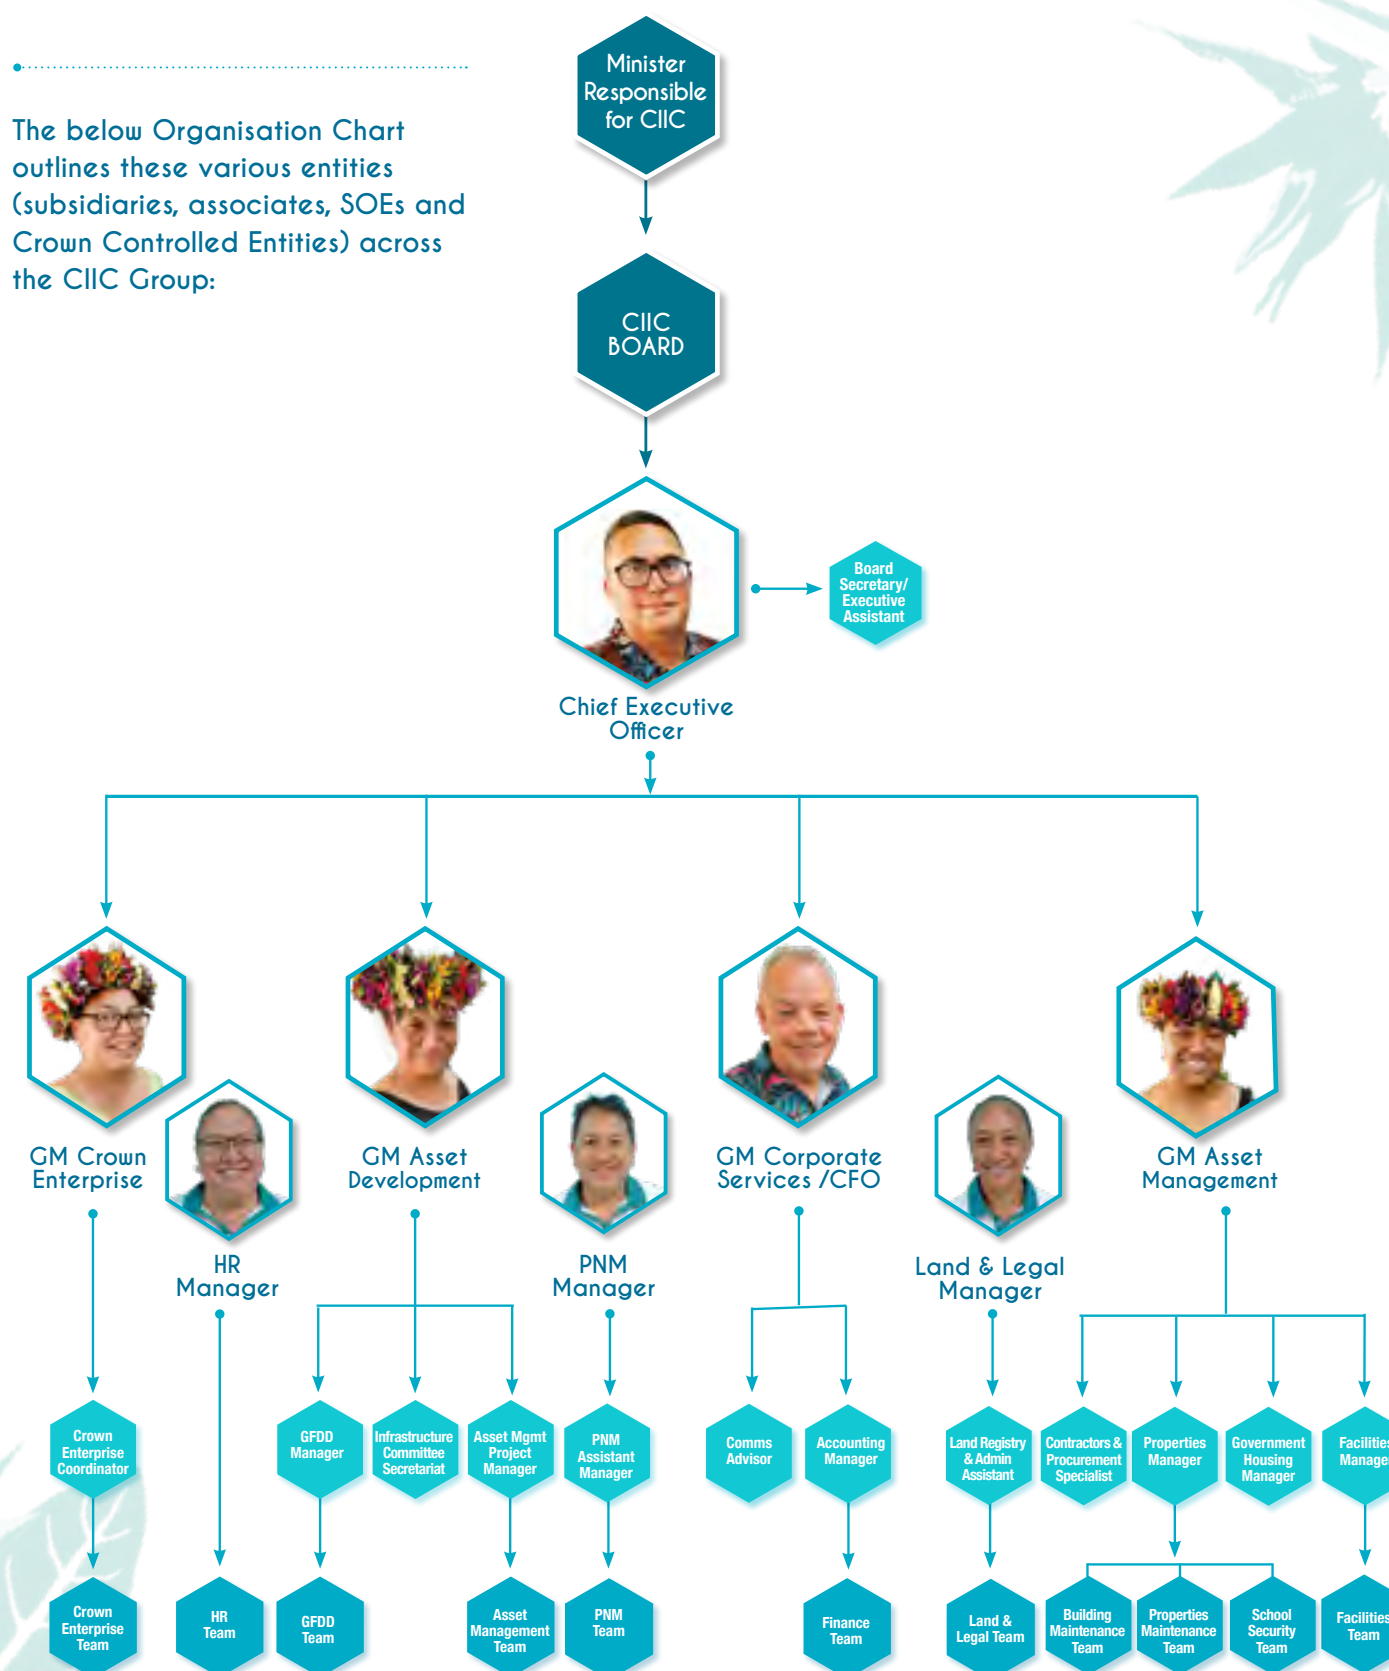 The below Organisation Chart
outlines these various entities
(subsidiaries, associates, SOEs and
Crown Controlled Entities) across
the CIIC Group:
Minister
Responsible
for CIIC
CIIC
BOARD
Board
Secretary/
Executive
Assistant
Chief Executive
Officer
GM Crown
Enterprise
GM Asset
Development
GM Corporate
Services /CFO
GM Asset
Management
HR
Manager
PNM
Manager
Land & Legal
Manager
Crown
Enterprise
Coordinator
GFDD
Manager
Infrastructure
Committee
Secretariat
Asset Mgmt
Project
Manager
PNM
Assistant
Manager
Comms
Advisor
Accounting
Manager
Land Registry
& Admin
Assistant
Contractors &
Procurement
Specialist
Properties
Manager
Government
Housing
Manager
Facilities
Manager
Crown
Enterprise
Team
HR
Team
GFDD
Team
Asset
Management
Team
PNM
Team
Finance
Team
Land &
Legal Team
Building
Maintenance
Team
Properties
Maintenance
Team
School
Security
Team
Facilities
Team